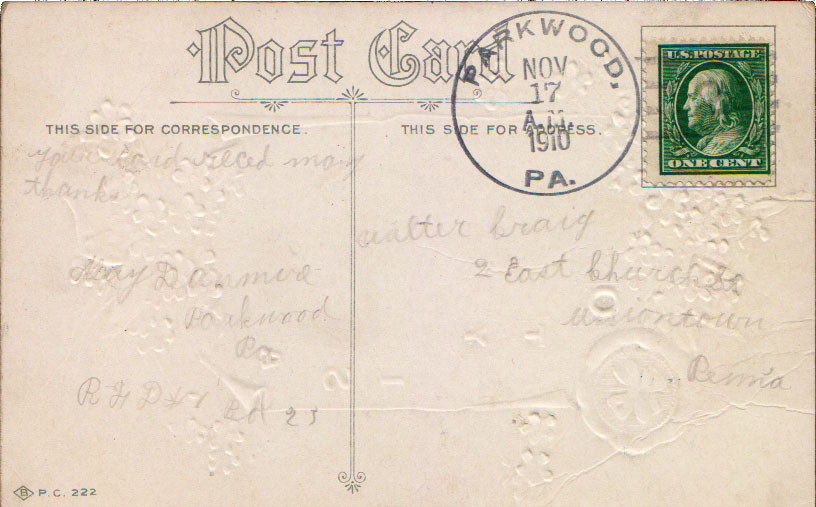 Post Card
PARKWOOD,
NOV
17
A.M.
1910
PA.
U.S. POSTAGE
ONE CENT
THIS SIDE FOR CORRESPONDENCE.
THIS SIDE FOR ADDRESS.
your card rECed many
thanks
Parkwood
Pa
Walter Craig
2 East Church St
Uniontown
Penna
B P.C. 222